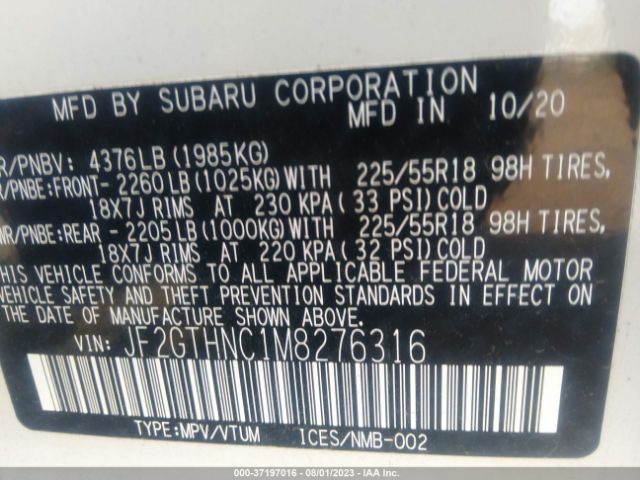 MFD BY SUBARU CORPORATION
MFD IN 10/20
R/PNBV: 4376LB (1985KG)
R/PNBE:FRONT- 2260 LB (1025KG) WITH 225/55R18 98H TIRES,
18X7J RIMS AT 230 KPA ( 33 PSI) COLD
WR/PNBE:REAR - 2205 LB (1000KG) WITH 225/55R18 98H TIRES,
18X7J RIMS AT 220 KPA ( 32 PSI) COLD
THIS VEHICLE CONFORMS TO ALL APPLICABLE FEDERAL MOTOR
VEHICLE SAFETY AND THEFT PREVENTION STANDARDS IN EFFECT ON
THE DATE OF MANUFACTURE SHOWN ABOVE.
VIN: JF2GTHNC1M8276316
TYPE:MPV/VTUM ICES/NMB-002
000-37197016 - 08/01/2023 - IAAI.com